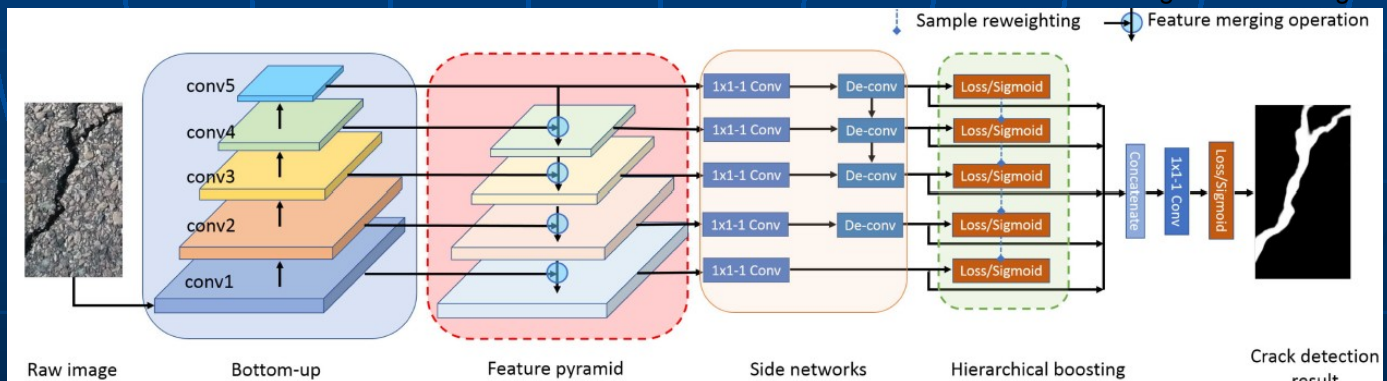 Sample reweighting
Feature merging operation
conv5
conv4
conv3
conv2
conv1
1x1-1 Conv
De-conv
Loss/Sigmoid
1x1-1 Conv
De-conv
Loss/Sigmoid
1x1-1 Conv
De-conv
Loss/Sigmoid
1x1-1 Conv
De-conv
Loss/Sigmoid
1x1-1 Conv
Loss/Sigmoid
Concatenate
1x1-1 Conv
Loss/Sigmoid
Raw image
Bottom-up
Feature pyramid
Side networks
Hierarchical boosting
Crack detection
result